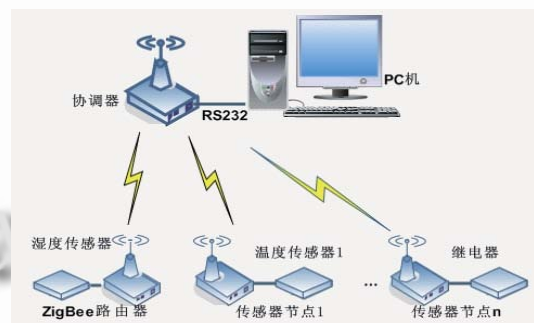 PC机
协调器
RS232
湿度传感器
温度传感器1
继电器
...
ZigBee路由器
传感器节点1
传感器节点n